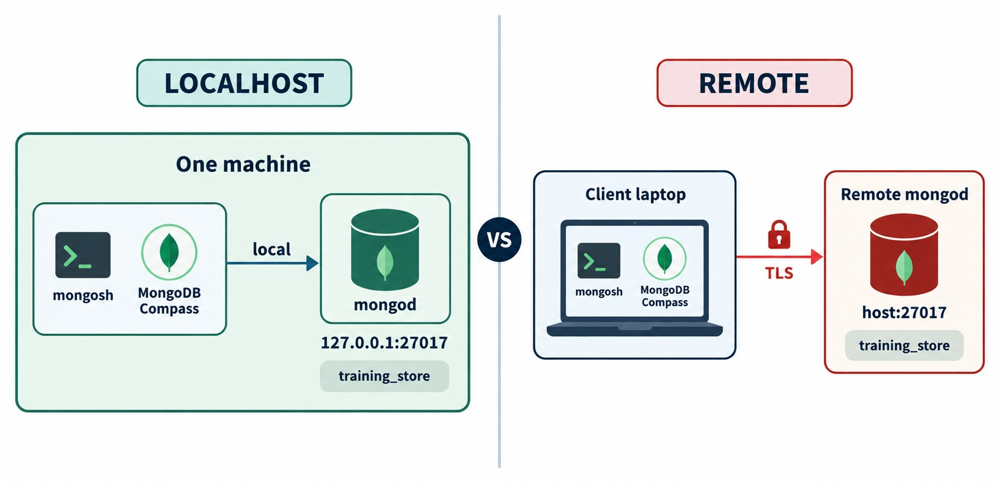 LOCALHOST
One machine
mongosh
MongoDB
Compass
local
mongod
127.0.0.1:27017
training_store
VS
REMOTE
Client laptop
mongosh
MongoDB
Compass
TLS
Remote mongod
host:27017
training_store